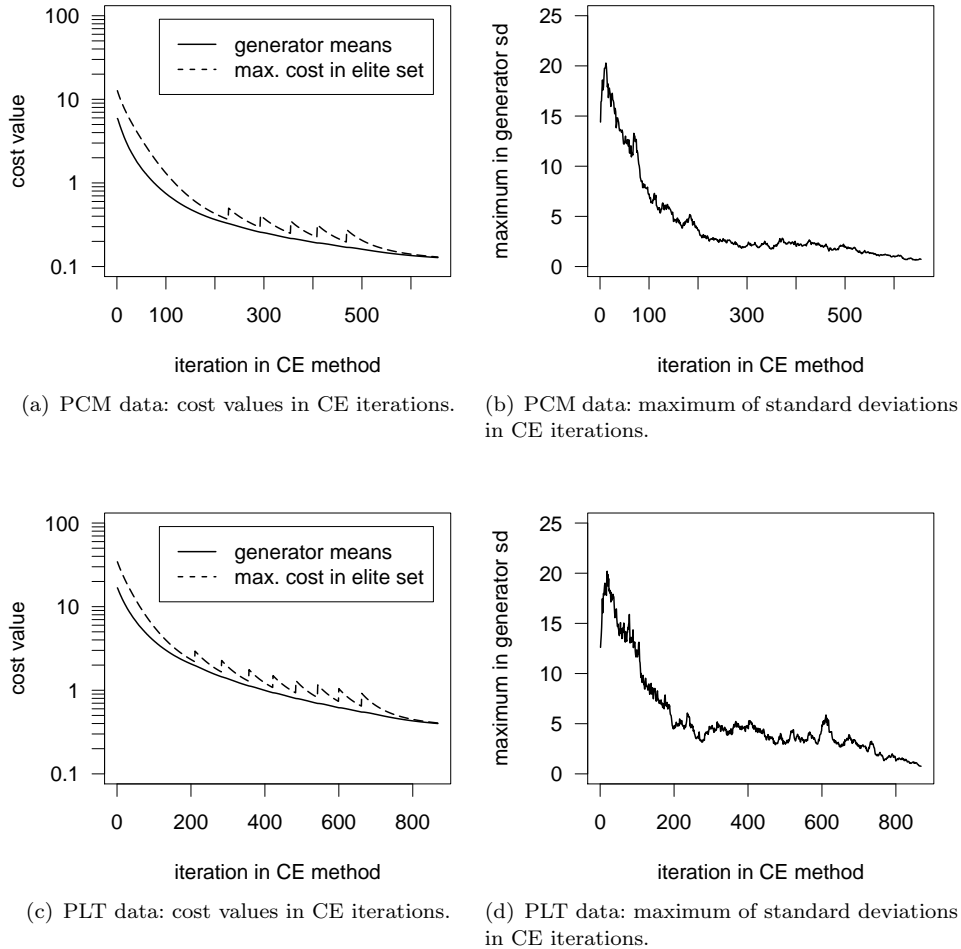 100
10
1
0.1
cost value
generator means
max. cost in elite set
0 100 300 500
iteration in CE method
(a) PCM data: cost values in CE iterations.
25
20
15
10
5
0
maximum in generator sd
0 100 300 500
iteration in CE method
(b) PCM data: maximum of standard deviations
in CE iterations.
100
10
1
0.1
cost value
generator means
max. cost in elite set
0 200 400 600 800
iteration in CE method
(c) PLT data: cost values in CE iterations.
25
20
15
10
5
0
maximum in generator sd
0 200 400 600 800
iteration in CE method
(d) PLT data: maximum of standard deviations
in CE iterations.